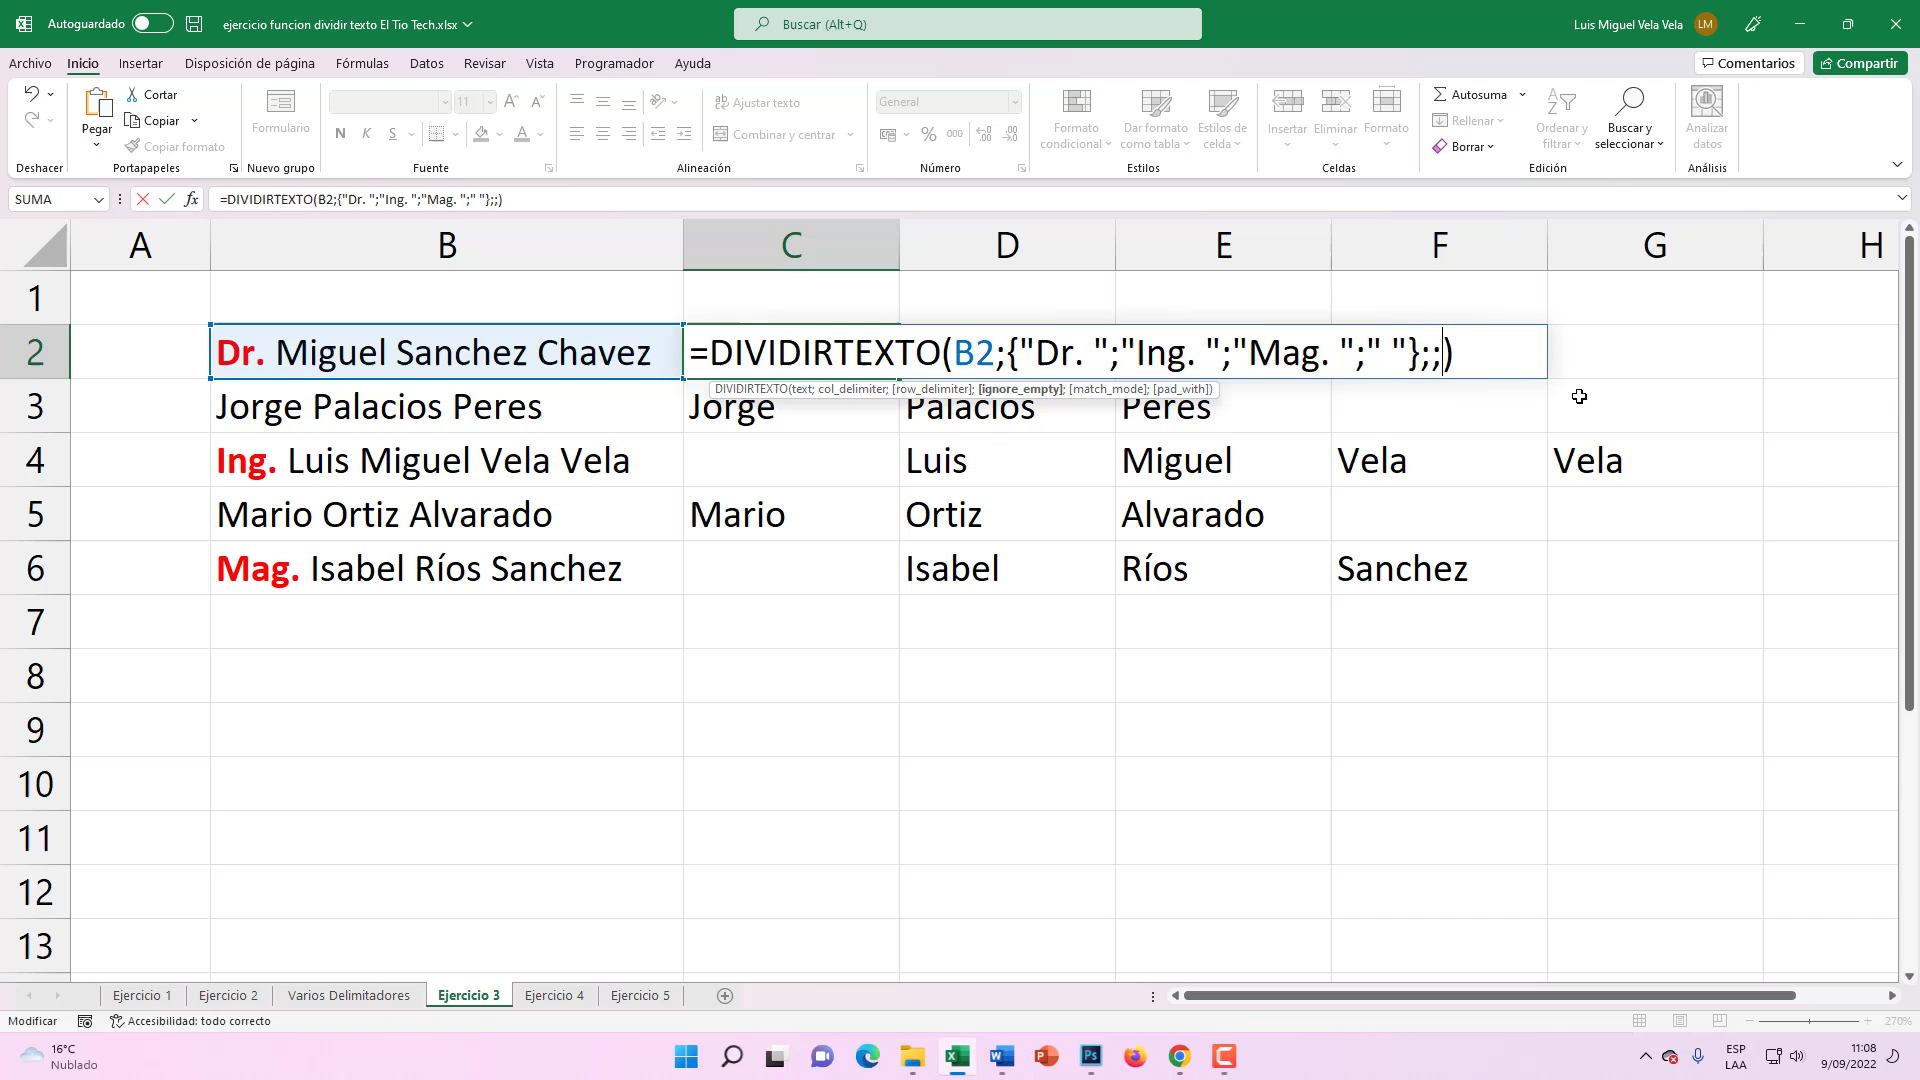 Autoguardado
ejercicio funcion dividir texto El Tio Tech.xlsx
Buscar (Alt+Q)
Luis Miguel Vela Vela
LM
Archivo Inicio Insertar Disposición de página Fórmulas Datos Revisar Vista Programador Ayuda
Comentarios
Compartir
Pegar
Cortar
Copiar
Copiar formato
Formulario
11
N K S
Ajustar texto
Combinar y centrar
General
% 000
Formato
condicional
Dar formato
como tabla
Estilos de
celda
Insertar
Eliminar
Formato
Autosuma
Rellenar
Borrar
Ordenar y
filtrar
Buscar y
seleccionar
Analizar
datos
Deshacer Portapapeles Nuevo grupo Fuente Alineación Número Estilos Celdas Edición Análisis
SUMA
fx
=DIVIDIRTEXTO(B2;{"Dr. ";"Ing. ";"Mag. ";" "};;)
A B C D E F G H
1
2 Dr. Miguel Sanchez Chavez =DIVIDIRTEXTO(B2;{"Dr. ";"Ing. ";"Mag. ";" "};;)
DIVIDIRTEXTO(text; col_delimiter; [row_delimiter]; [ignore_empty]; [match_mode]; [pad_with])
3 Jorge Palacios Peres Jorge Palacios Peres
4 Ing. Luis Miguel Vela Vela Luis Miguel Vela Vela
5 Mario Ortiz Alvarado Mario Ortiz Alvarado
6 Mag. Isabel Ríos Sanchez Isabel Ríos Sanchez
7
8
9
10
11
12
13
Ejercicio 1 Ejercicio 2 Varios Delimitadores Ejercicio 3 Ejercicio 4 Ejercicio 5
Modificar
Accesibilidad: todo correcto
270%
16°C
Nublado
ESP
LAA
11:08
9/09/2022